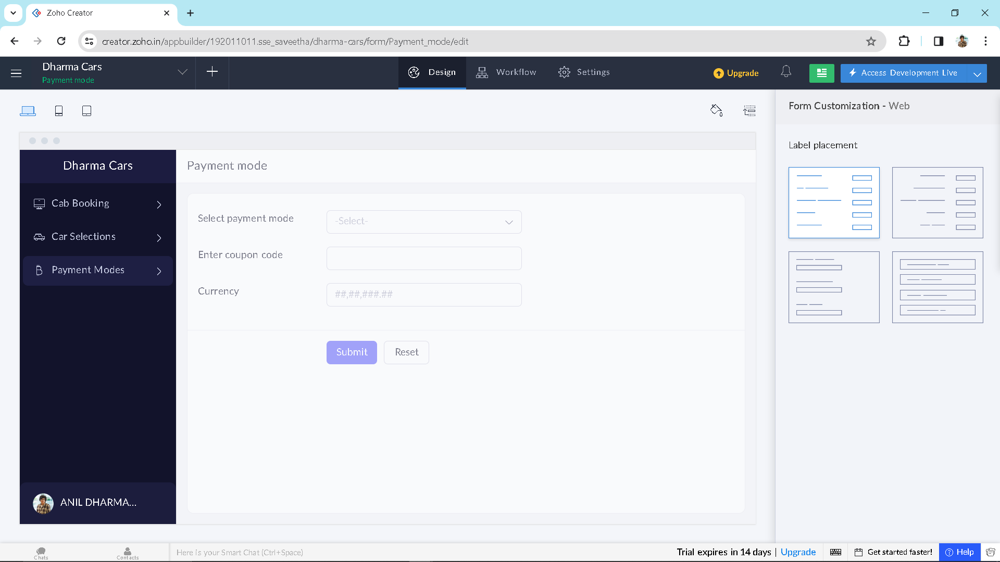 Zoho Creator
creator.zoho.in/appbuilder/192011011.sse_saveetha/dharma-cars/form/Payment_mode/edit
Dharma Cars
Payment mode
Design
Workflow
Settings
Upgrade
Access Development Live
Form Customization - Web
Label placement
Dharma Cars
Cab Booking
Car Selections
Payment Modes
ANIL DHARMA...
Payment mode
Select payment mode
-Select-
Enter coupon code
Currency
##,##,###.##
Submit
Reset
Chats
Contacts
Here is your Smart Chat (Ctrl+Space)
Trial expires in 14 days | Upgrade
Get started faster!
Help